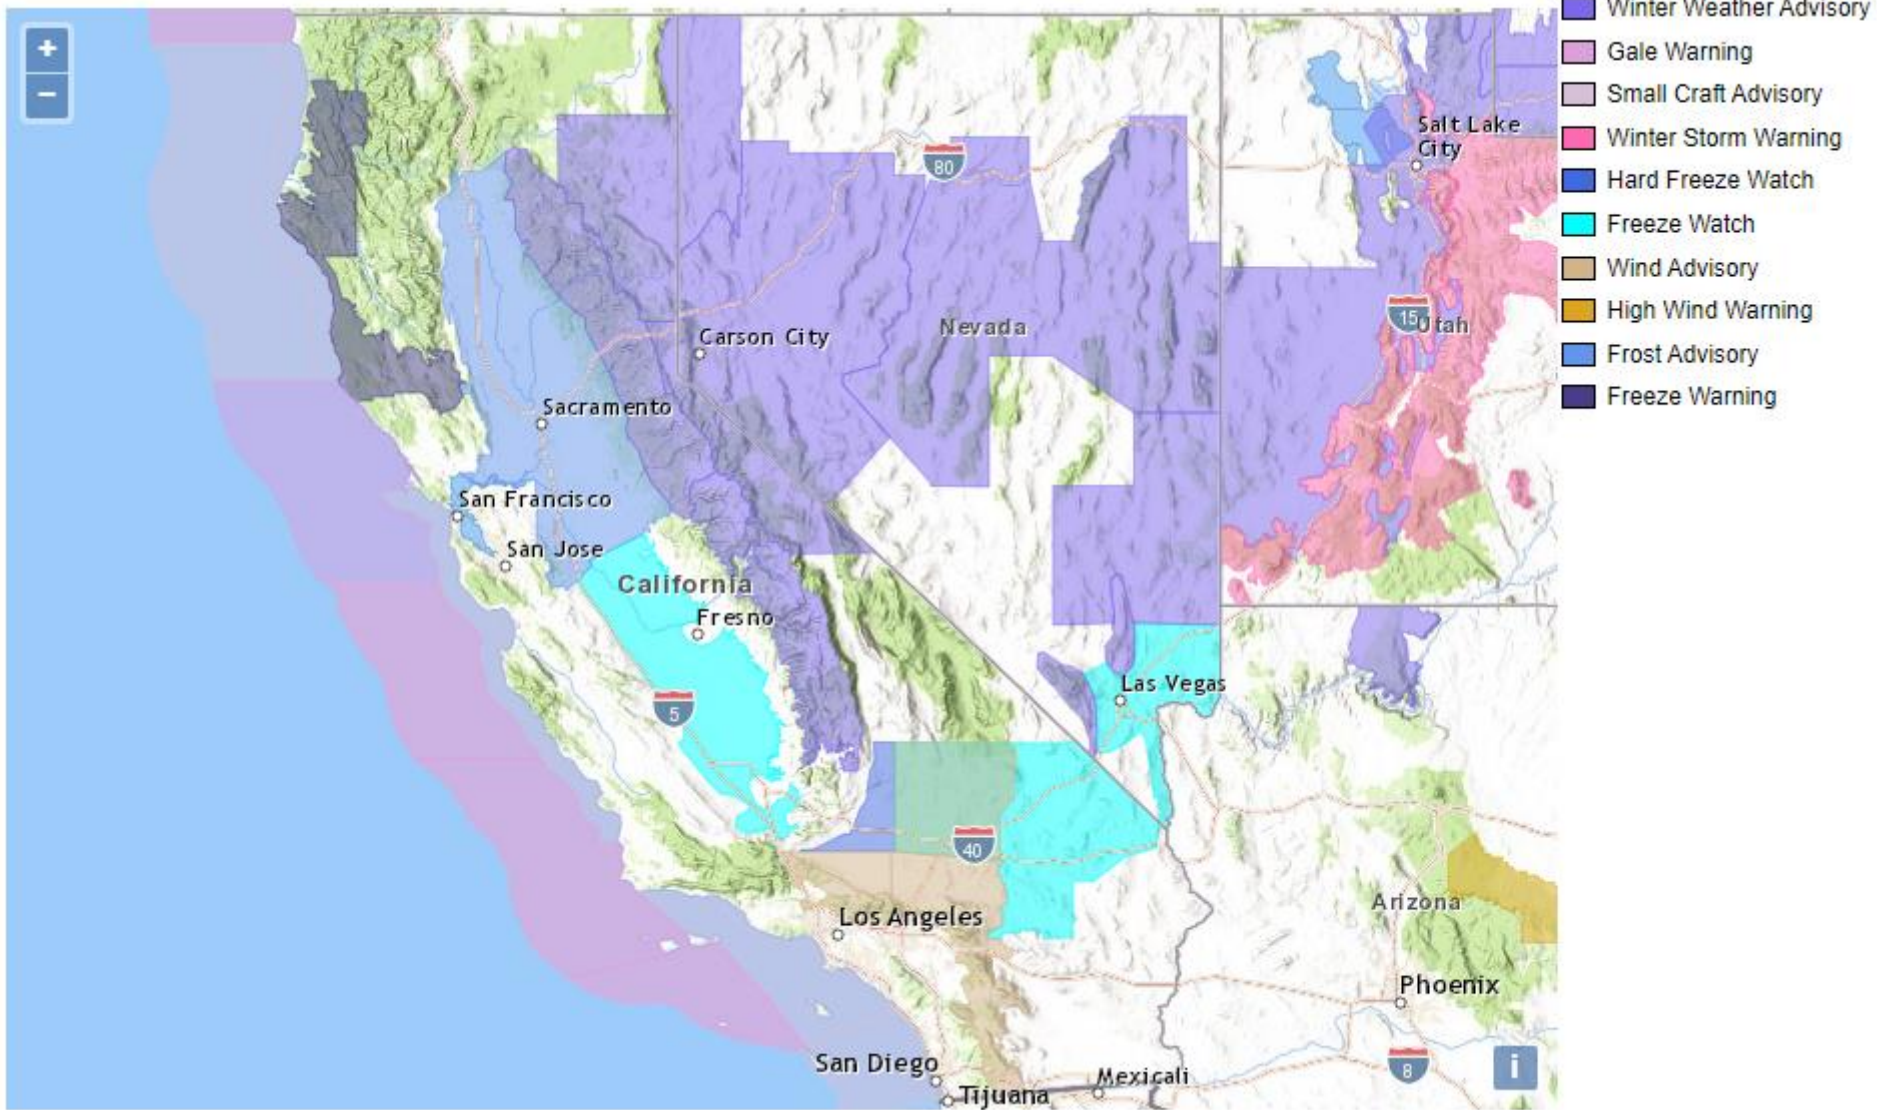 +
−
Winter Weather Advisory
Gale Warning
Small Craft Advisory
Winter Storm Warning
Hard Freeze Watch
Freeze Watch
Wind Advisory
High Wind Warning
Frost Advisory
Freeze Warning
Salt Lake
City
80
15
Utah
Nevada
Carson City
Sacramento
San Francisco
San Jose
California
Fresno
5
Las Vegas
40
Los Angeles
Arizona
Phoenix
San Diego
8
i
Mexicali
Tijuana